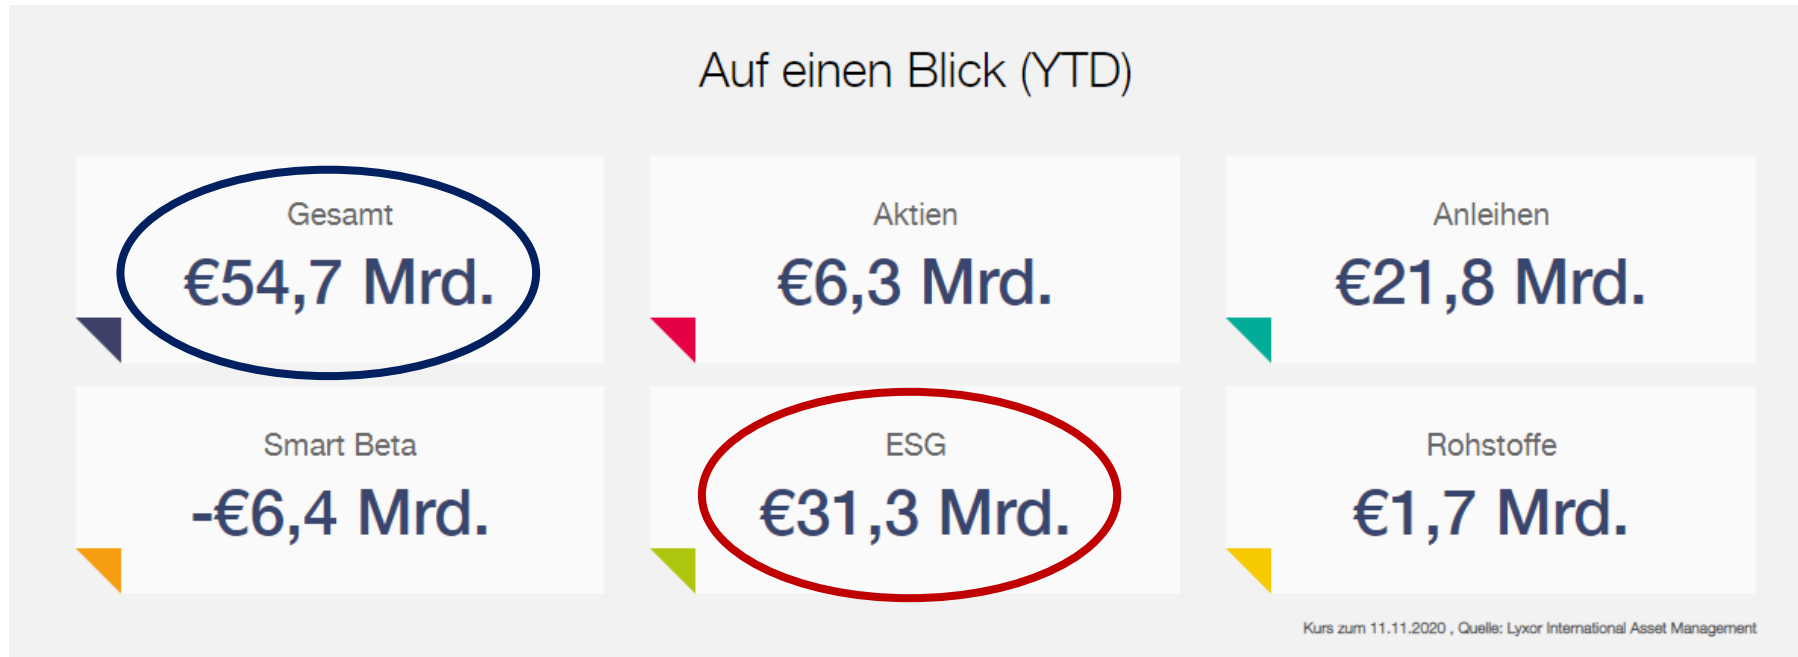 Auf einen Blick (YTD)
Gesamt
€54,7 Mrd.
Aktien
€6,3 Mrd.
Anleihen
€21,8 Mrd.
Smart Beta
-€6,4 Mrd.
ESG
€31,3 Mrd.
Rohstoffe
€1,7 Mrd.
Kurs zum 11.11.2020 , Quelle: Lyxor International Asset Management